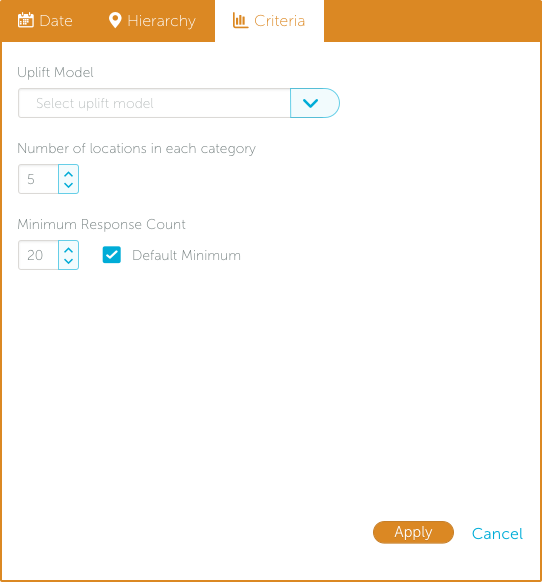 Date Hierarchy Criteria
Uplift Model
Select uplift model
Number of locations in each category
5
Minimum Response Count
20 Default Minimum
Apply Cancel